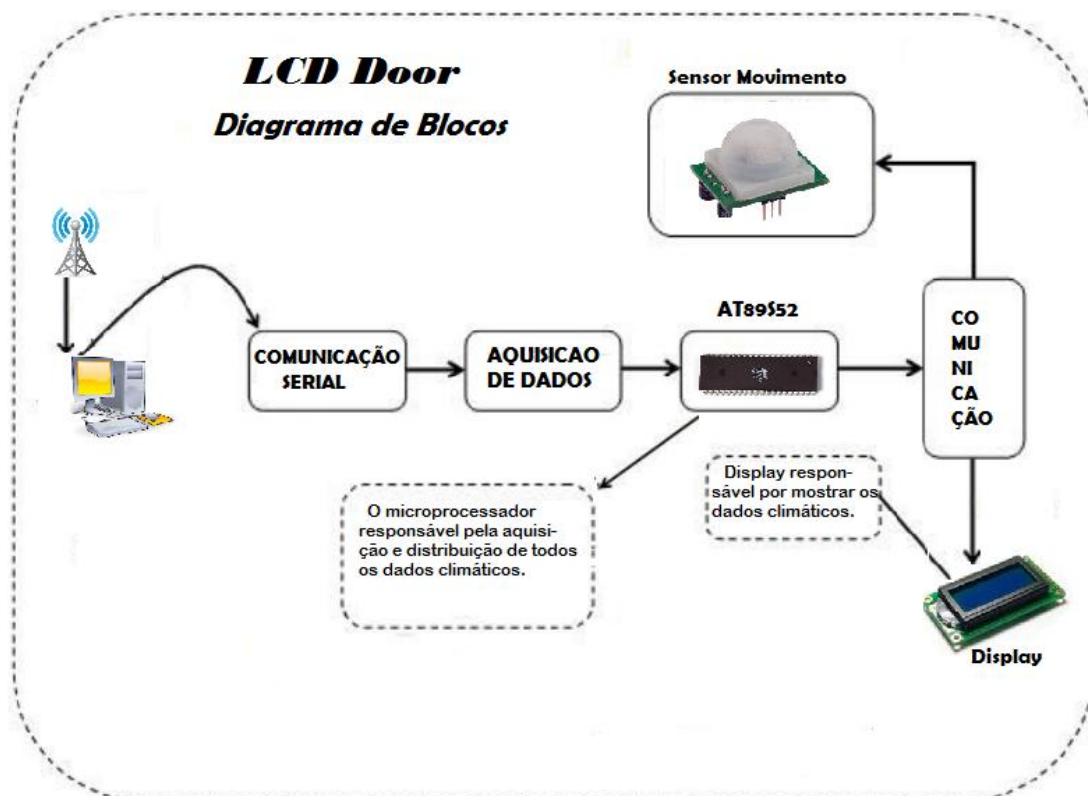 LCD Door
Diagrama de Blocos
Sensor Movimento
COMUNICAÇÃO
SERIAL
AQUISICAO
DE DADOS
AT89S52
CO
MU
NI
CA
ÇÃO
O microprocessador
responsável pela aquisi-
ção e distribuição de todos
os dados climáticos.
Display respon-
sável por mostrar os
dados climáticos.
Display